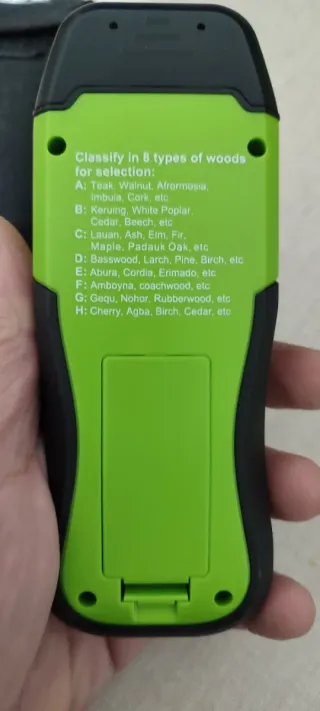 Classify in 8 types of woods
for selection:
A: Teak, Walnut, Afrormosia,
Imbuia, Cork, etc
B: Keruing, White Poplar,
Cedar, Beech, etc
C: Lauan, Ash, Elm, Fir,
Maple, Padauk Oak, etc
D: Basswood, Larch, Pine, Birch, etc
E: Abura, Cordia, Erimado, etc
F: Amboyna, coachwood, etc
G: Gequ, Nohor, Rubberwood, etc
H: Cherry, Agba, Birch, Cedar, etc